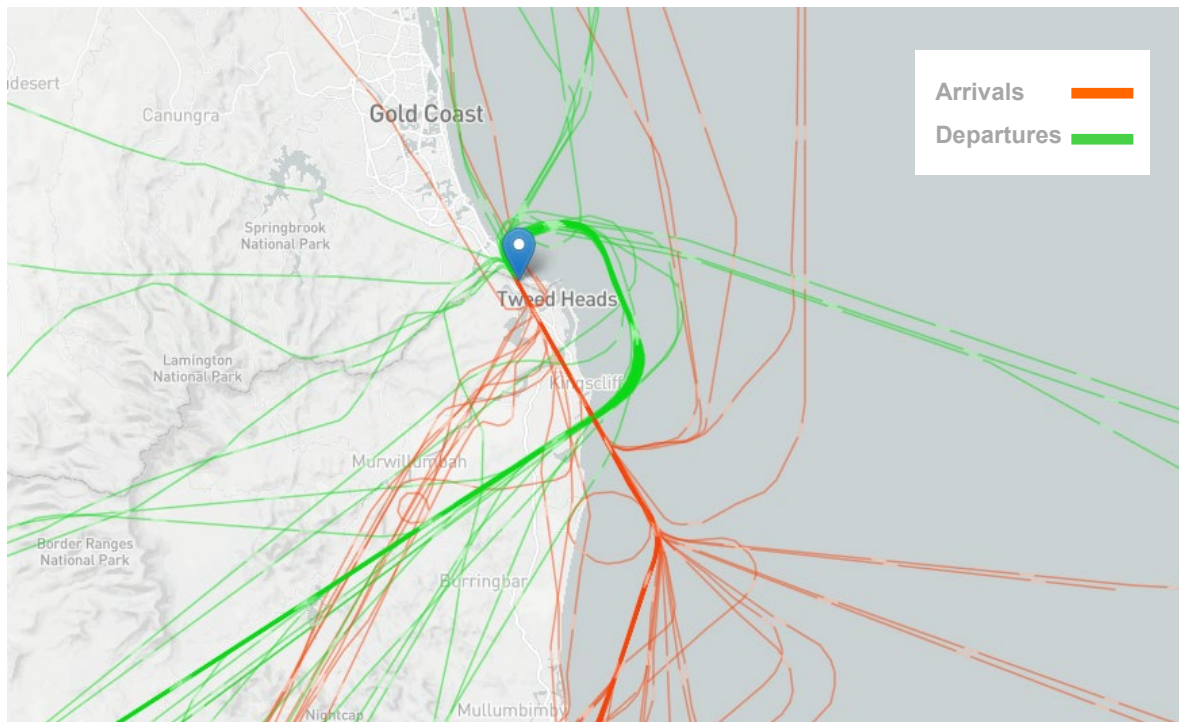 Arrivals
Departures
Gold Coast
udesert
Canungra
Springbrook
National Park
Tweed Heads
Lamington
National Park
Kingscliff
Murwillumbah
Border Ranges
National Park
Burringbar
Mullumbimby
Nightcap